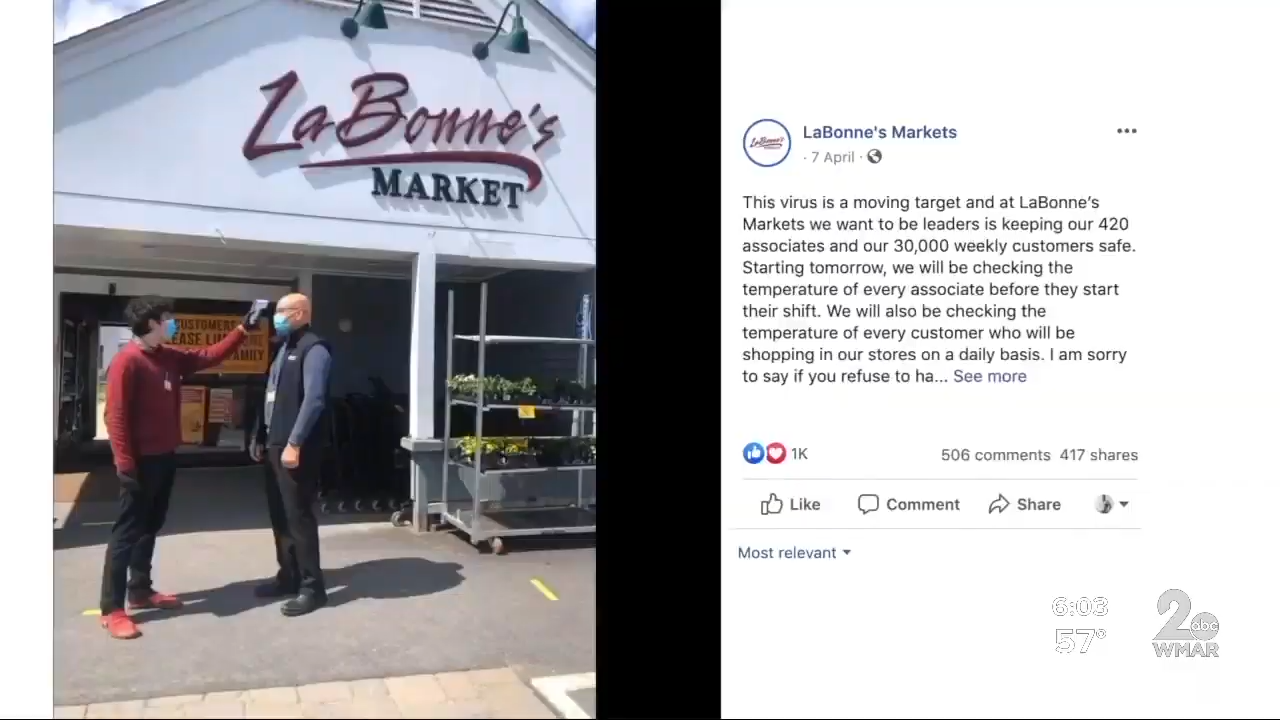 LaBonne's
MARKET
CUSTOMERS
FAMILY
LaBonne's Markets
· 7 April ·
This virus is a moving target and at LaBonne's
Markets we want to be leaders is keeping our 420
associates and our 30,000 weekly customers safe.
Starting tomorrow, we will be checking the
temperature of every associate before they start
their shift. We will also be checking the
temperature of every customer who will be
shopping in our stores on a daily basis. I am sorry
to say if you refuse to ha... See more
1K
506 comments 417 shares
Like Comment Share
Most relevant
6:03
57°
2 abc
WMAR